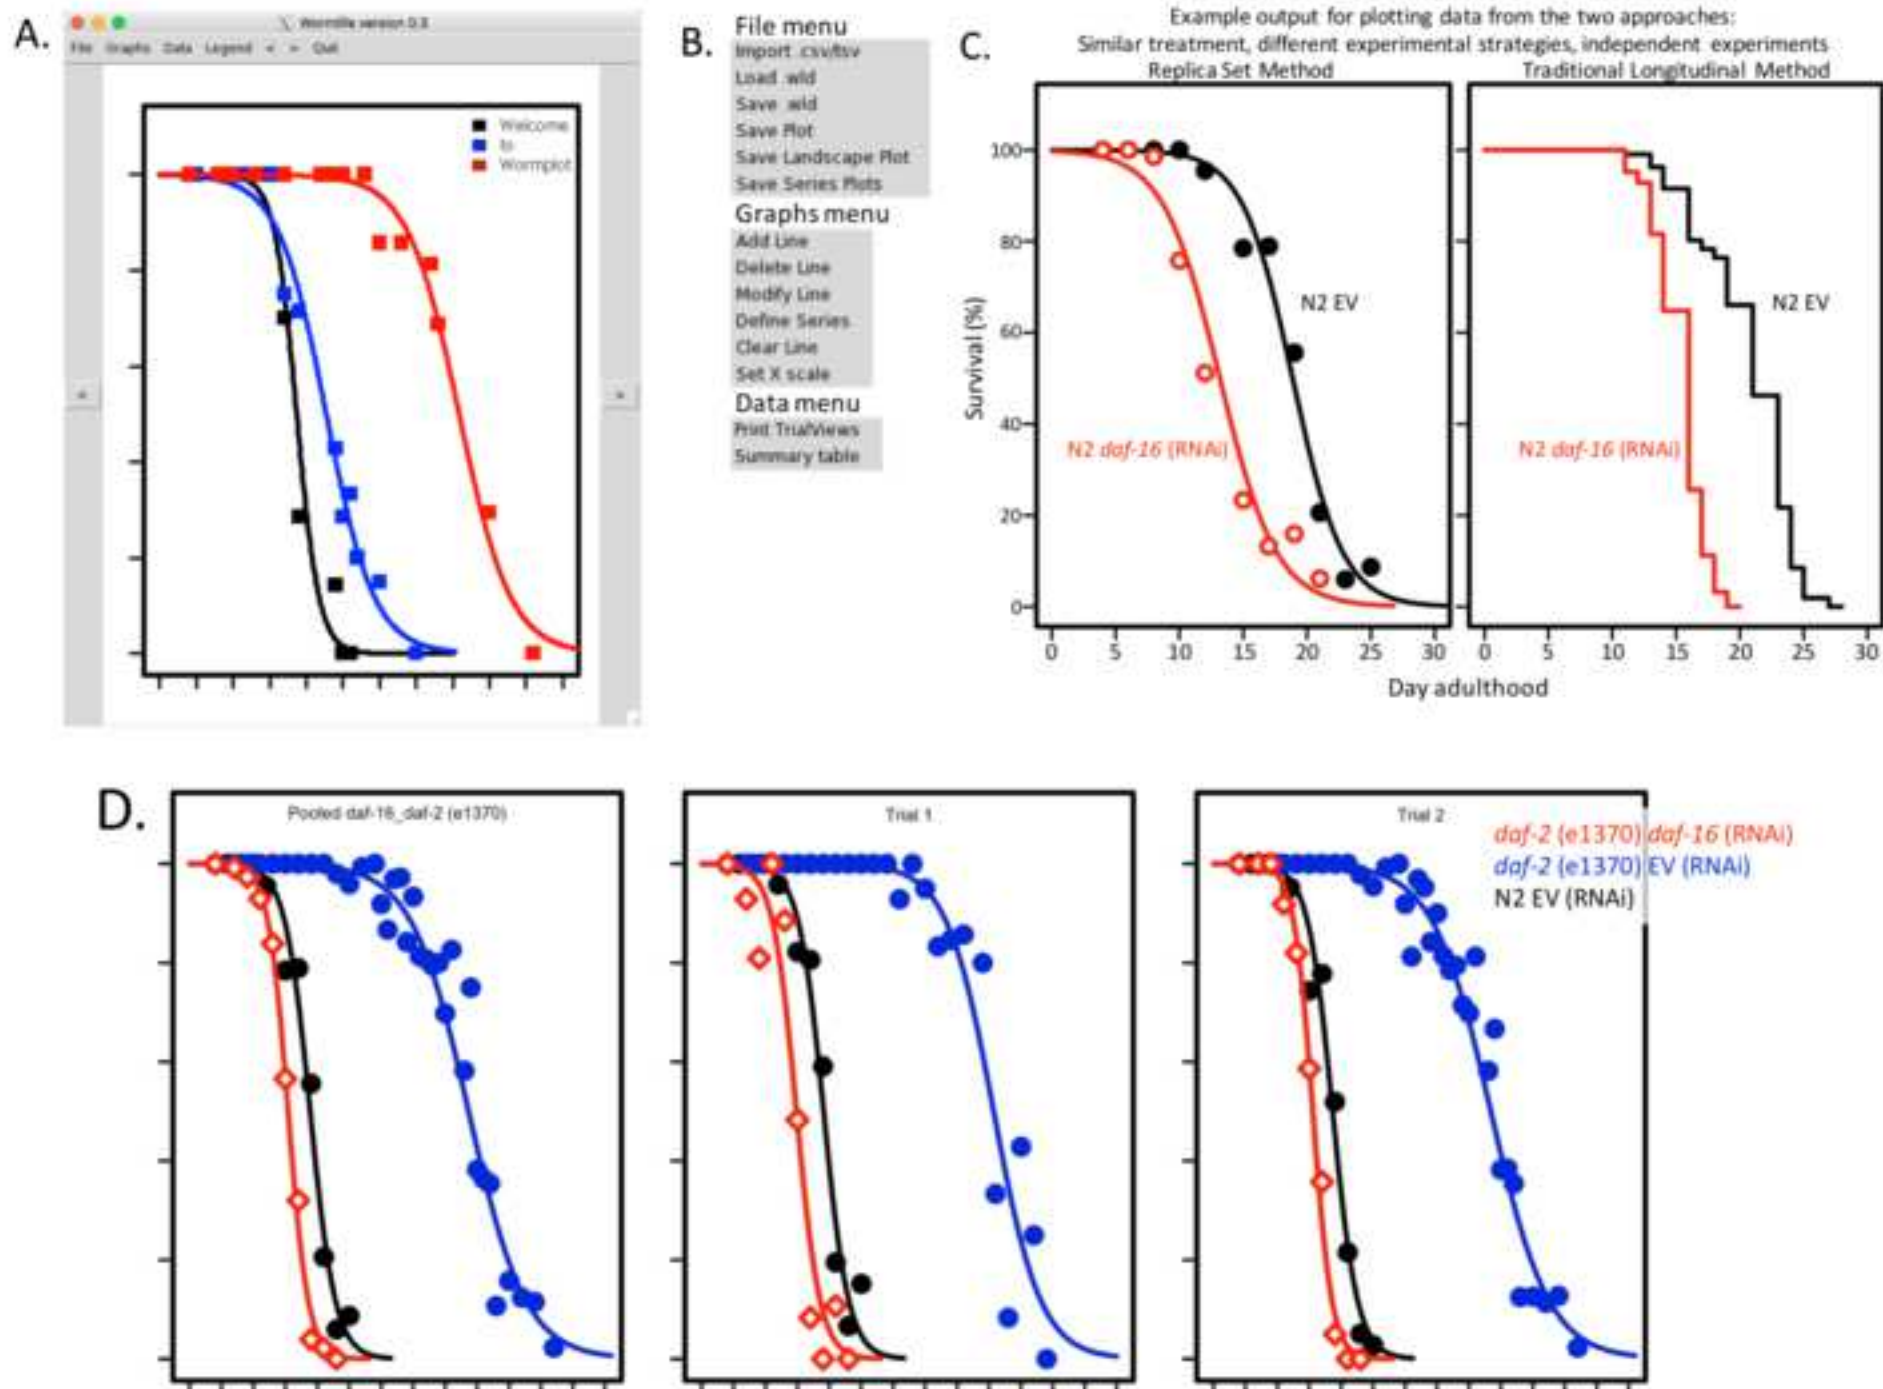 A.
Wormlife version 0.3
File Graphs Data Legend < > Quit
Welcome
to
Wormplot
<
>
B.
File menu
Import .csv/tsv
Load .wld
Save .wld
Save Plot
Save Landscape Plot
Save Series Plots
Graphs menu
Add Line
Delete Line
Modify Line
Define Series
Clear Line
Set X scale
Data menu
Print TrialViews
Summary table
C.
Example output for plotting data from the two approaches:
Similar treatment, different experimental strategies, independent experiments
Replica Set Method
Traditional Longitudinal Method
Survival (%)
100
80
60
40
20
0
N2 EV
N2 daf-16 (RNAi)
0 5 10 15 20 25 30
N2 EV
N2 daf-16 (RNAi)
0 5 10 15 20 25 30
Day adulthood
D.
Pooled daf-16_daf-2 (e1370)
Trial 1
Trial 2
daf-2 (e1370) daf-16 (RNAi)
daf-2 (e1370) EV (RNAi)
N2 EV (RNAi)